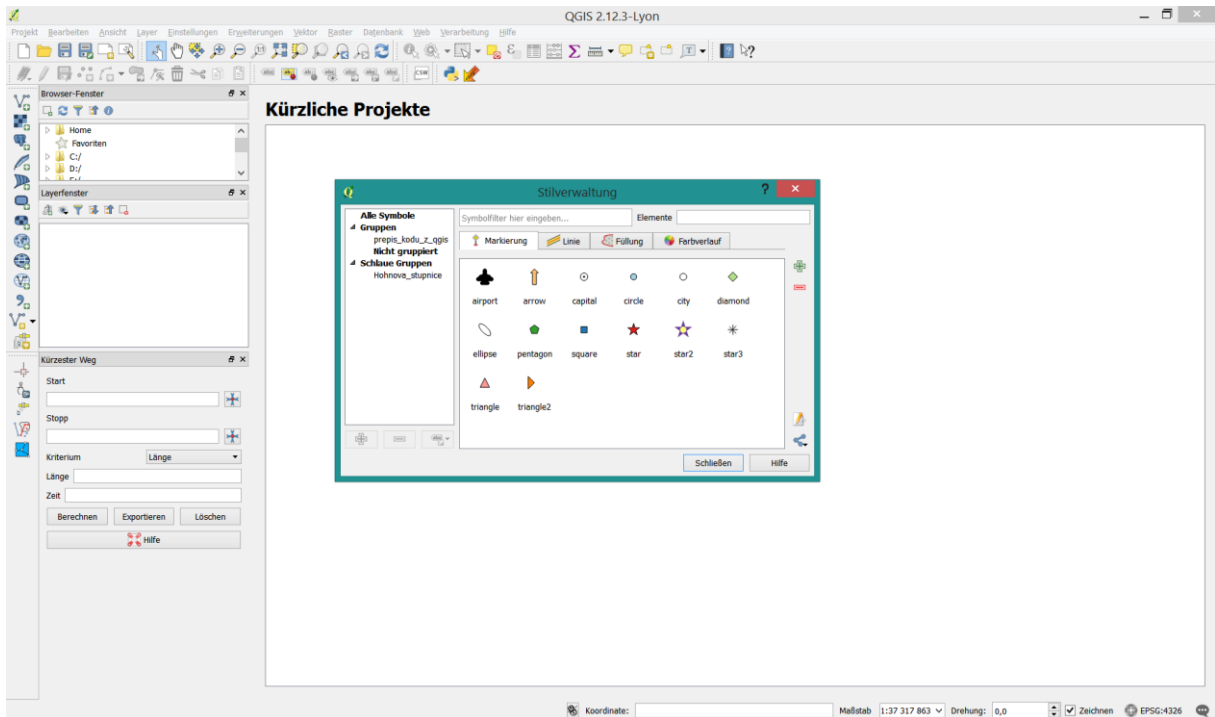 QGIS 2.12.3-Lyon
Projekt Bearbeiten Ansicht Layer Einstellungen Erweiterungen Vektor Raster Datenbank Web Verarbeitung Hilfe
Browser-Fenster
Home
Favoriten
C:/
D:/
Layerfenster
Kürzester Weg
Start
Stopp
Kriterium Länge
Länge
Zeit
Berechnen Exportieren Löschen
Hilfe
Kürzliche Projekte
Stilverwaltung
Alle Symbole
Gruppen
prepis_kodu_z_qgis
Nicht gruppiert
Schlaue Gruppen
Hohnova_stupnice
Symbolfilter hier eingeben... Elemente
Markierung Linie Füllung Farbverlauf
airport arrow capital circle city diamond
ellipse pentagon square star star2 star3
triangle triangle2
Schließen Hilfe
Koordinate: Maßstab 1:37 317 863 Drehung: 0,0 Zeichnen EPSG:4326